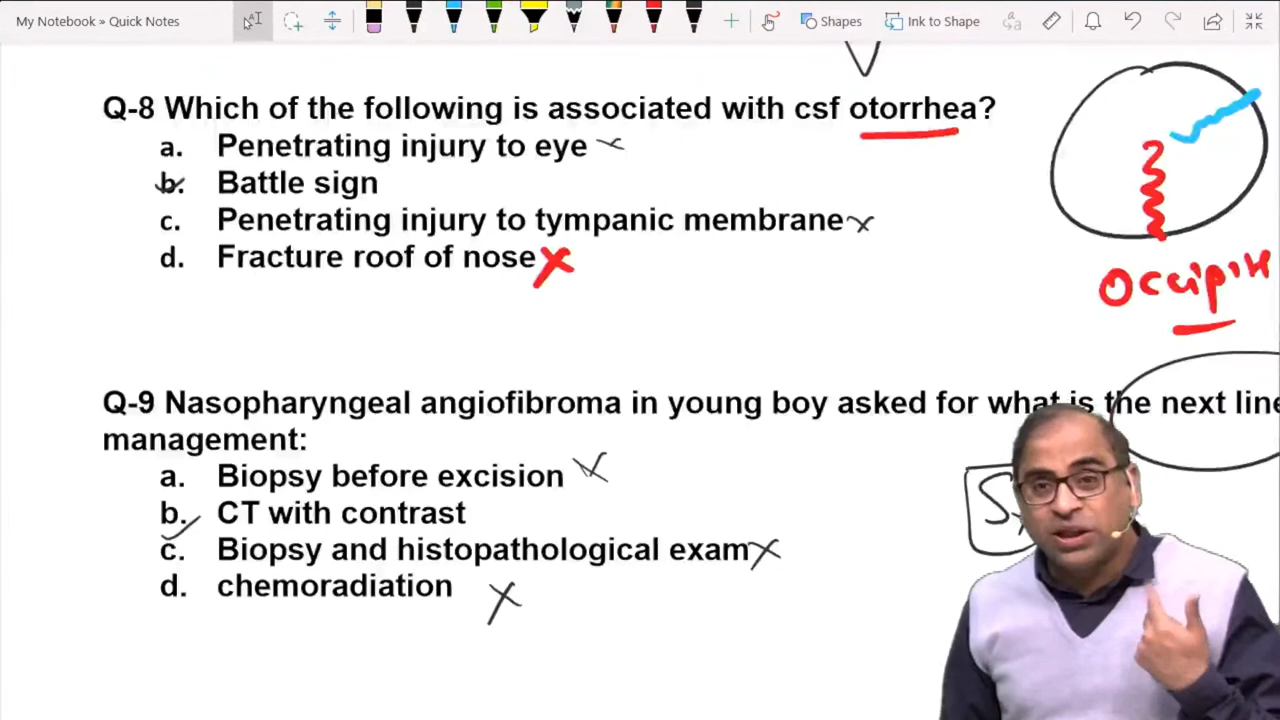 My Notebook » Quick Notes
Shapes
Ink to Shape
Q-8 Which of the following is associated with csf otorrhea?
a. Penetrating injury to eye
b. Battle sign
c. Penetrating injury to tympanic membrane
d. Fracture roof of nose
Q-9 Nasopharyngeal angiofibroma in young boy asked for what is the next line
management:
a. Biopsy before excision
b. CT with contrast
c. Biopsy and histopathological exam
d. chemoradiation